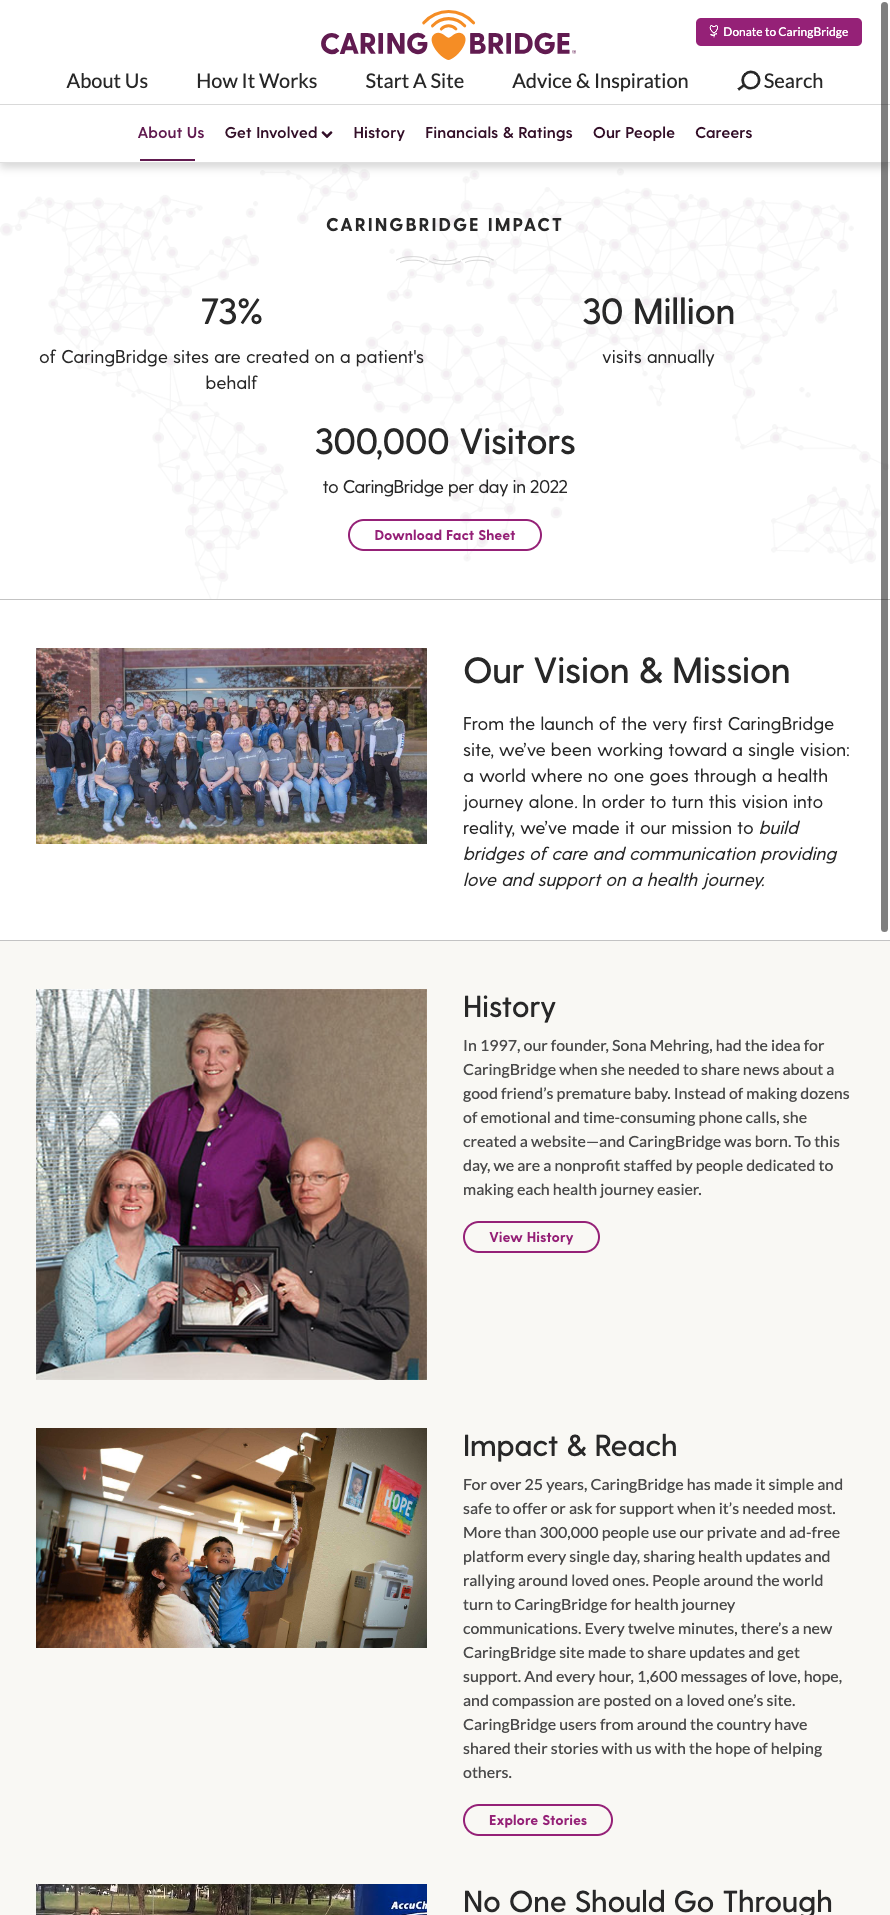 CARING BRIDGE
Donate to CaringBridge
About Us How It Works Start A Site Advice & Inspiration Search
About Us Get Involved History Financials & Ratings Our People Careers
CARINGBRIDGE IMPACT
73%
of CaringBridge sites are created on a patient's
behalf
30 Million
visits annually
300,000 Visitors
to CaringBridge per day in 2022
Download Fact Sheet
Our Vision & Mission
From the launch of the very first CaringBridge
site, we’ve been working toward a single vision:
a world where no one goes through a health
journey alone. In order to turn this vision into
reality, we’ve made it our mission to build
bridges of care and communication providing
love and support on a health journey.
History
In 1997, our founder, Sona Mehring, had the idea for
CaringBridge when she needed to share news about a
good friend’s premature baby. Instead of making dozens
of emotional and time-consuming phone calls, she
created a website—and CaringBridge was born. To this
day, we are a nonprofit staffed by people dedicated to
making each health journey easier.
View History
HOPE
Impact & Reach
For over 25 years, CaringBridge has made it simple and
safe to offer or ask for support when it’s needed most.
More than 300,000 people use our private and ad-free
platform every single day, sharing health updates and
rallying around loved ones. People around the world
turn to CaringBridge for health journey
communications. Every twelve minutes, there’s a new
CaringBridge site made to share updates and get
support. And every hour, 1,600 messages of love, hope,
and compassion are posted on a loved one’s site.
CaringBridge users from around the country have
shared their stories with us with the hope of helping
others.
Explore Stories
AccuCh
No One Should Go Through